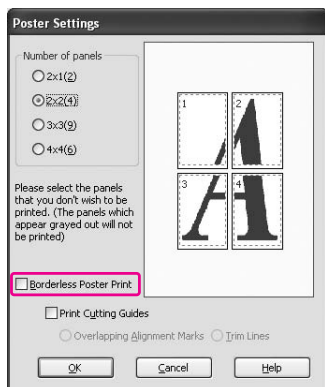 Poster Settings
Number of panels
2x1(2)
2x2(4)
3x3(9)
4x4(6)
1
2
3
4
Please select the panels
that you don't wish to be
printed. (The panels which
appear grayed out will not
be printed)
Borderless Poster Print
Print Cutting Guides
Overlapping Alignment Marks
Trim Lines
OK
Cancel
Help